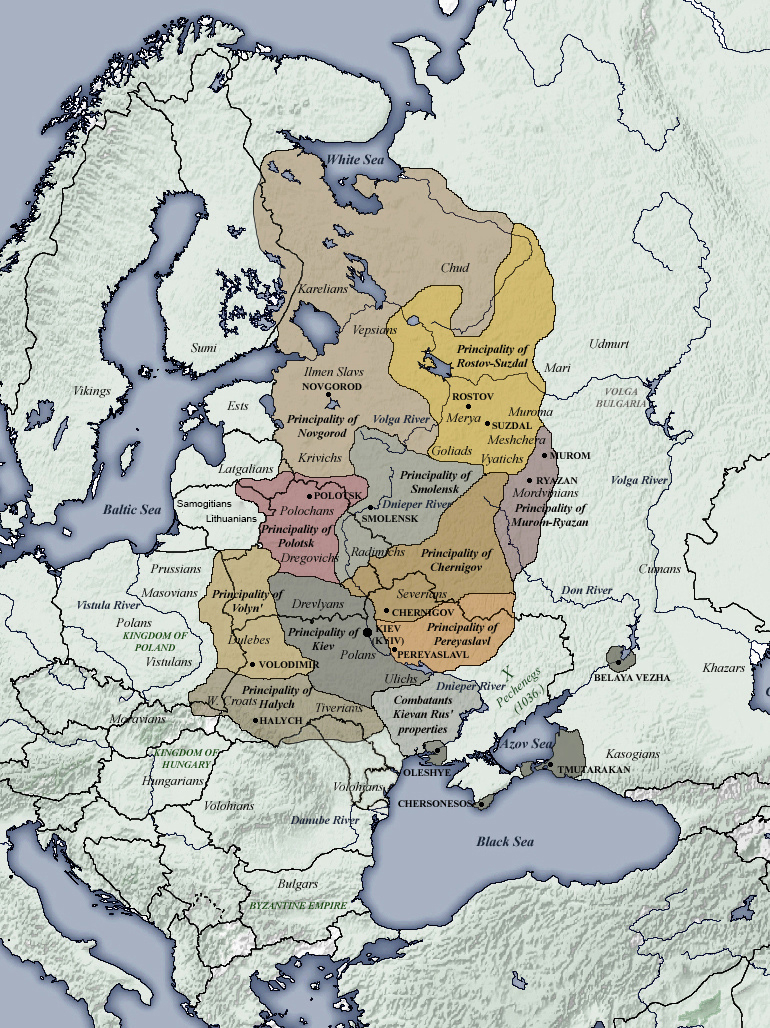 White Sea
Chud
Karelians
Vepsians
Sumi
Udmurt
Principality of
Rostov-Suzdal
Mari
Ilmen Slavs
NOVGOROD
Vikings
VOLGA
BULGARIA
ROSTOV
Ests
Merya
Muroma
Principality of
Novgorod
Volga River
SUZDAL
Meshchera
Goliads
Vyatichs
MUROM
Krivichs
Latgalians
Principality of
Smolensk
RYAZAN
Volga River
Mordvinians
POLOTSK
Samogitians
Dnieper River
Polochans
Baltic Sea
Lithuanians
SMOLENSK
Principality of
Murom-Ryazan
Principality of
Polotsk
Radimichs
Dregovichs
Principality of
Chernigov
Prussians
Cumans
Masovians
Don River
Principality of
Volyn'
Severians
Vistula River
Drevlyans
CHERNIGOV
Polans
KINGDOM OF
POLAND
KIEV
(KYIV)
Principality of
Pereyaslavl
Dulebes
Principality of
Kiev
Polans
PEREYASLAVL
Vistulans
VOLODIMIR
Khazars
X
Pechenegs
(1036.)
BELAYA VEZHA
Ulichs
Dnieper River
Principality of
Halych
W. Croats
Combatants
Kievan Rus'
properties
Tiverians
Moravians
HALYCH
Azov Sea
KINGDOM OF
HUNGARY
Kasogians
Hungarians
OLESHYE
TMUTARAKAN
Volohians
Volohians
CHERSONESOS
Danube River
Black Sea
Bulgars
BYZANTINE EMPIRE